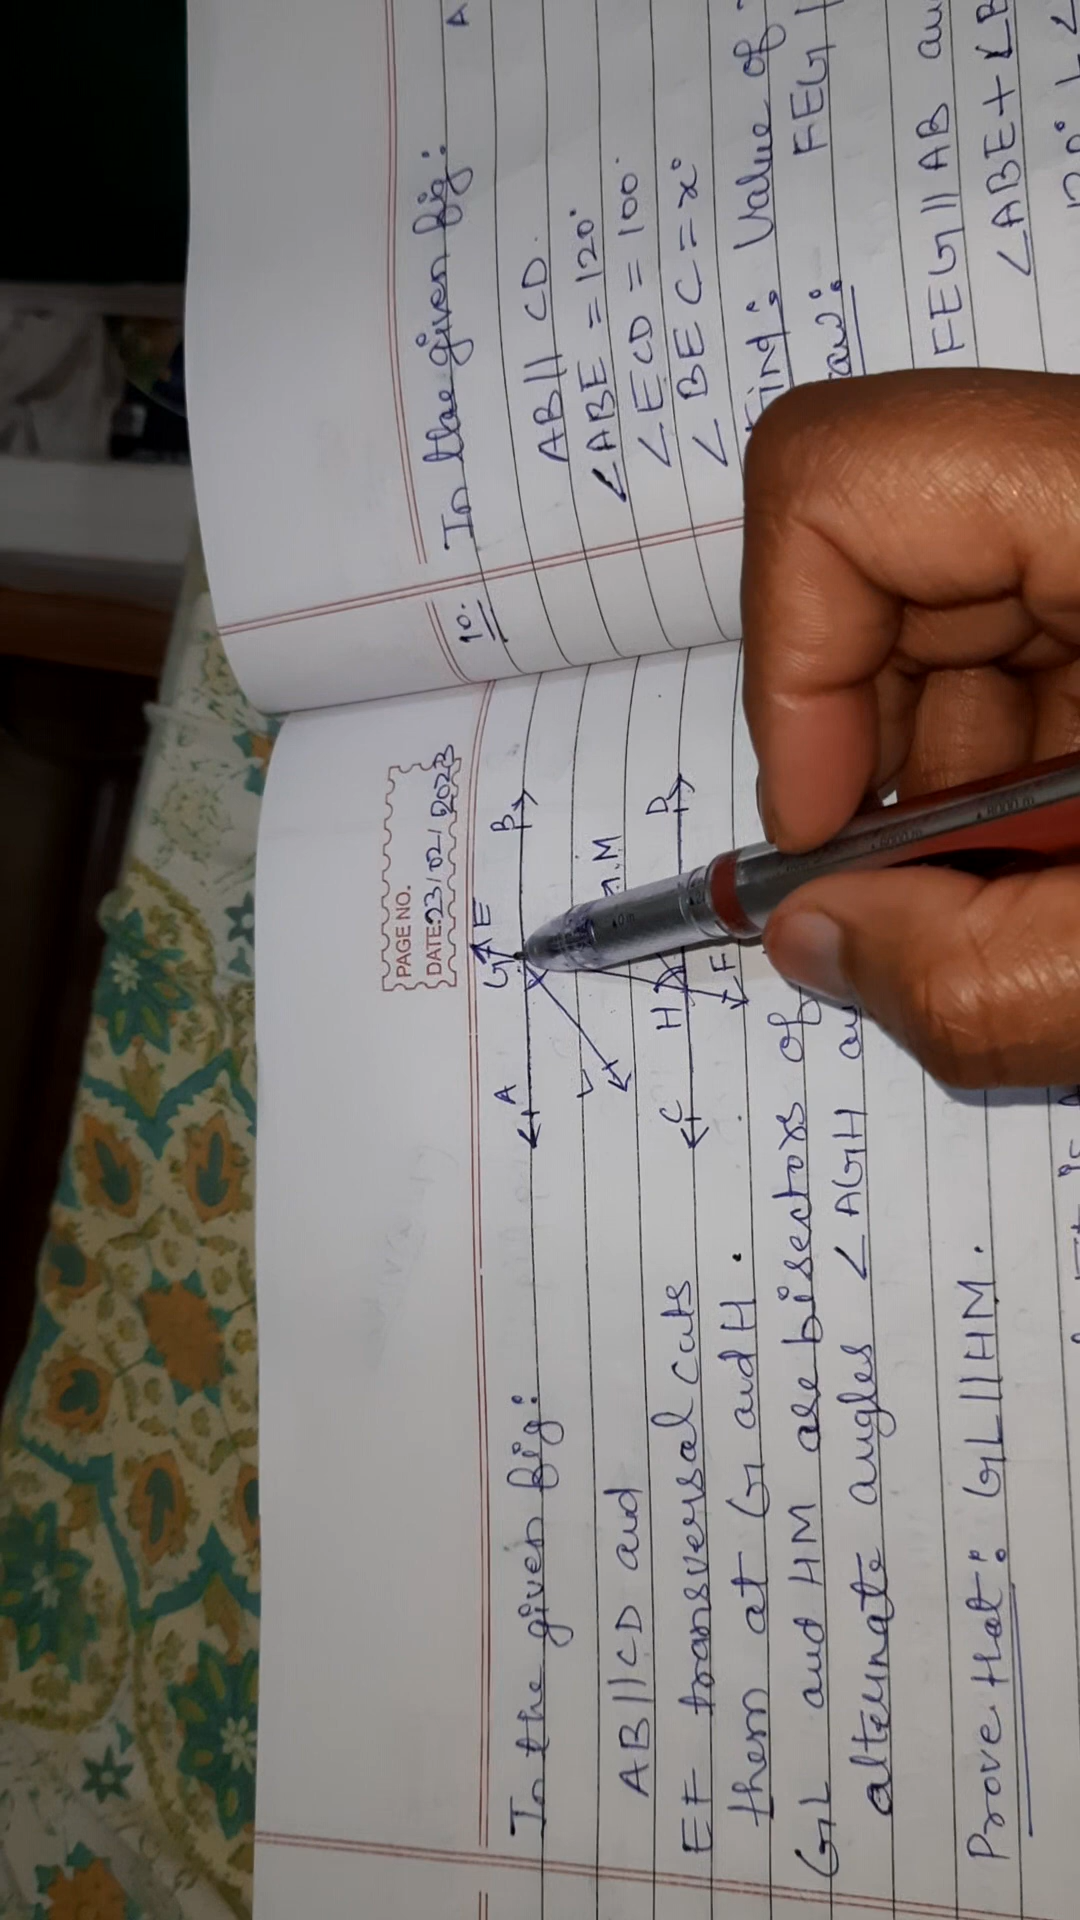 PAGE NO.
DATE: 23/02/2023
In the given fig:
AB || CD and
EF transversal cuts
them at G and H.
GL and HM are bisectors of
alternate angles ∠AGH
Prove that: GL || HM.
A G E B
L M
C H D
F
10. In the given fig: A
AB || CD.
∠ABE = 120°
∠ECD = 100°
∠BEC = x°
Find: Value of
FEG |
FEG || AB
∠ABE + ∠B